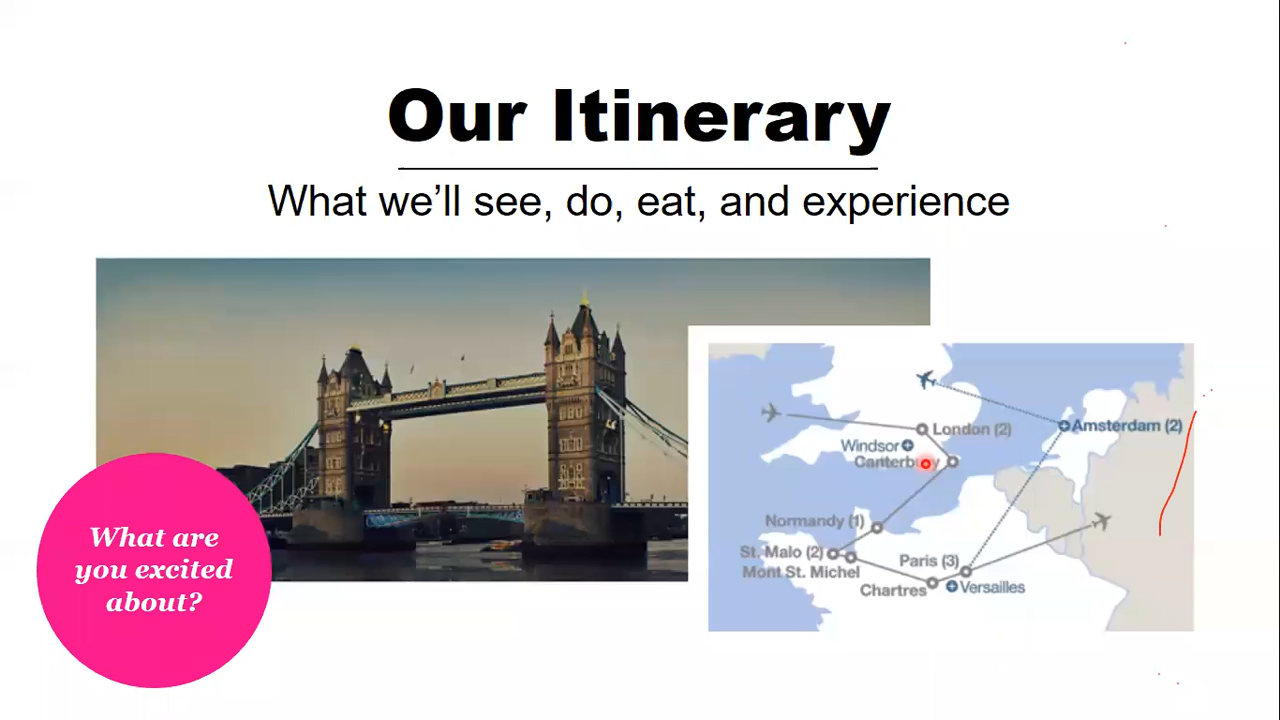 Our Itinerary
What we’ll see, do, eat, and experience
London (2)
Amsterdam (2)
Windsor
Canterbury
Normandy (1)
St. Malo (2)
Mont St. Michel
Paris (3)
Chartres
Versailles
What are
you excited
about?